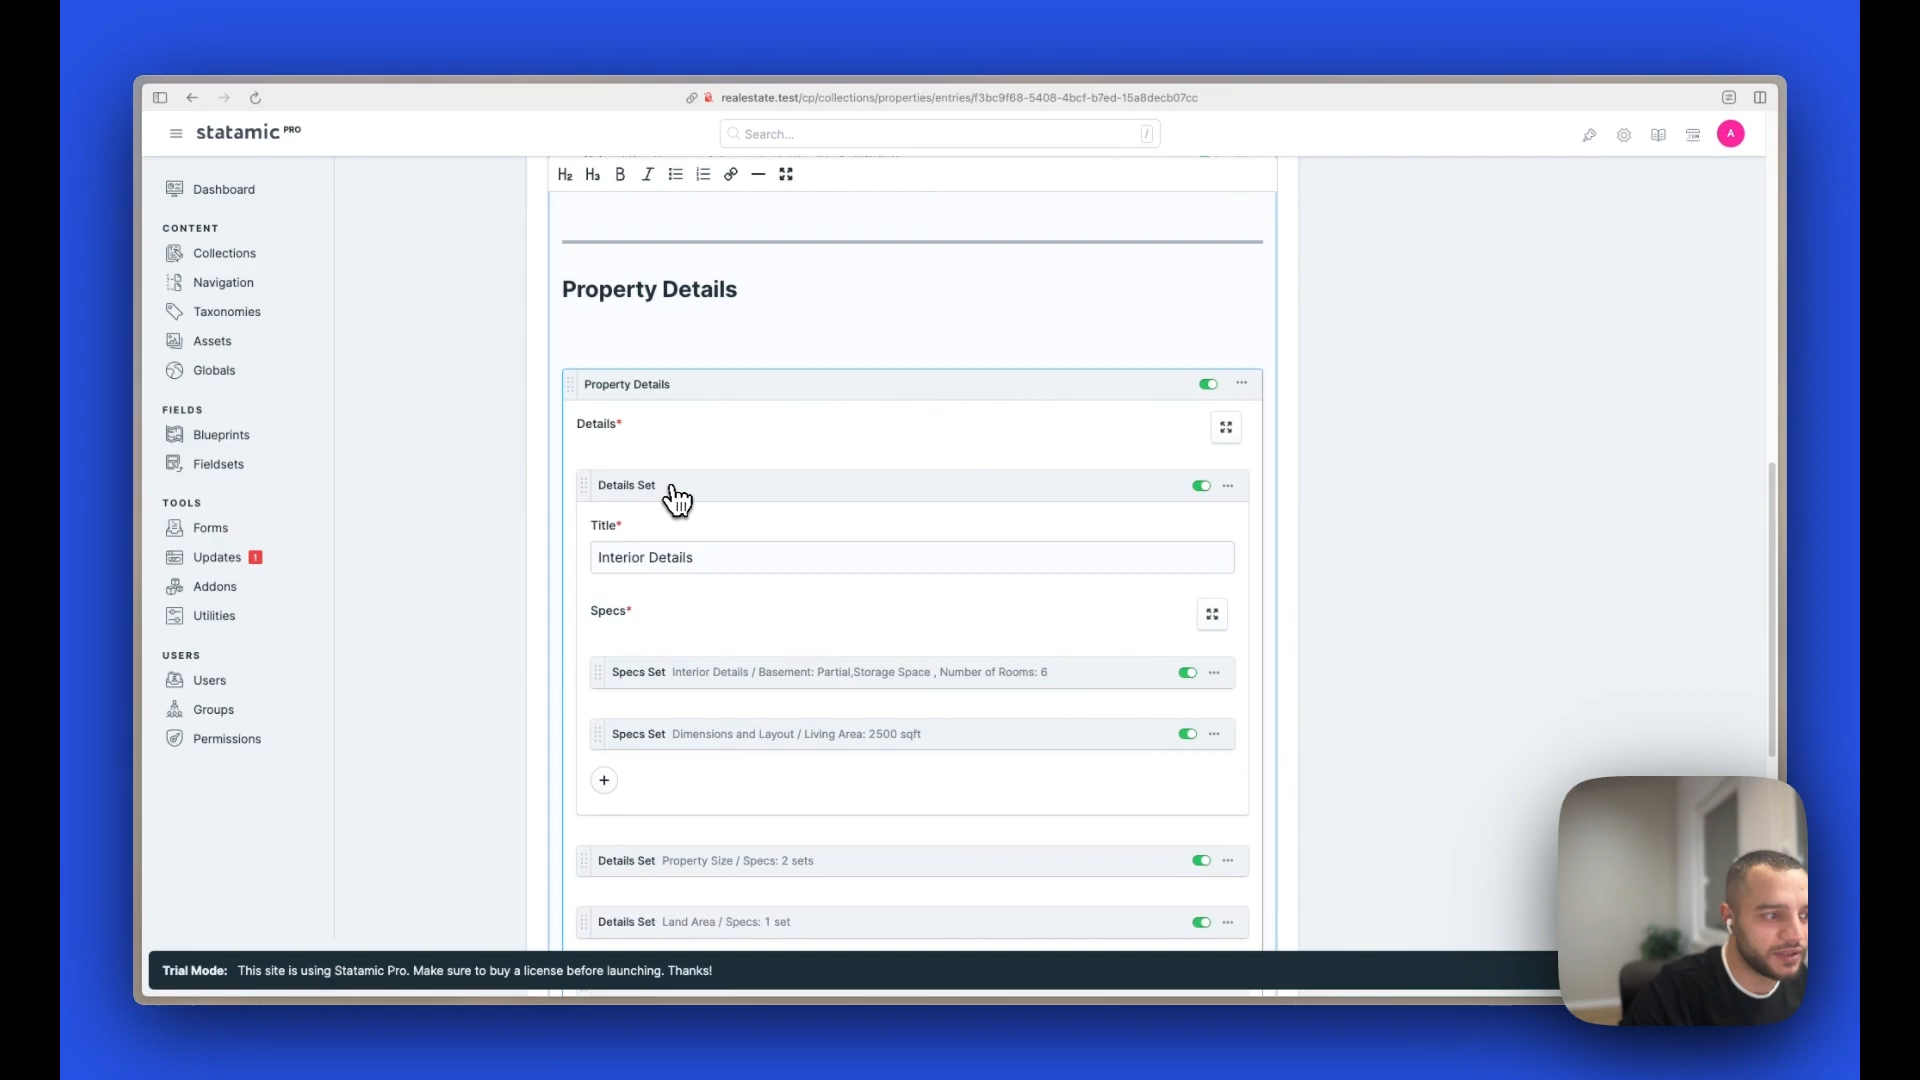 realestate.test/cp/collections/properties/entries/f3bc9f68-5408-4bcf-b7ed-15a8decb07cc
statamic PRO
Search...
/
A
Dashboard
CONTENT
Collections
Navigation
Taxonomies
Assets
Globals
FIELDS
Blueprints
Fieldsets
TOOLS
Forms
Updates 1
Addons
Utilities
USERS
Users
Groups
Permissions
H2 H3 B I
Property Details
Property Details
Details*
Details Set
Title*
Interior Details
Specs*
Specs Set Interior Details / Basement: Partial,Storage Space , Number of Rooms: 6
Specs Set Dimensions and Layout / Living Area: 2500 sqft
Details Set Property Size / Specs: 2 sets
Details Set Land Area / Specs: 1 set
Trial Mode: This site is using Statamic Pro. Make sure to buy a license before launching. Thanks!